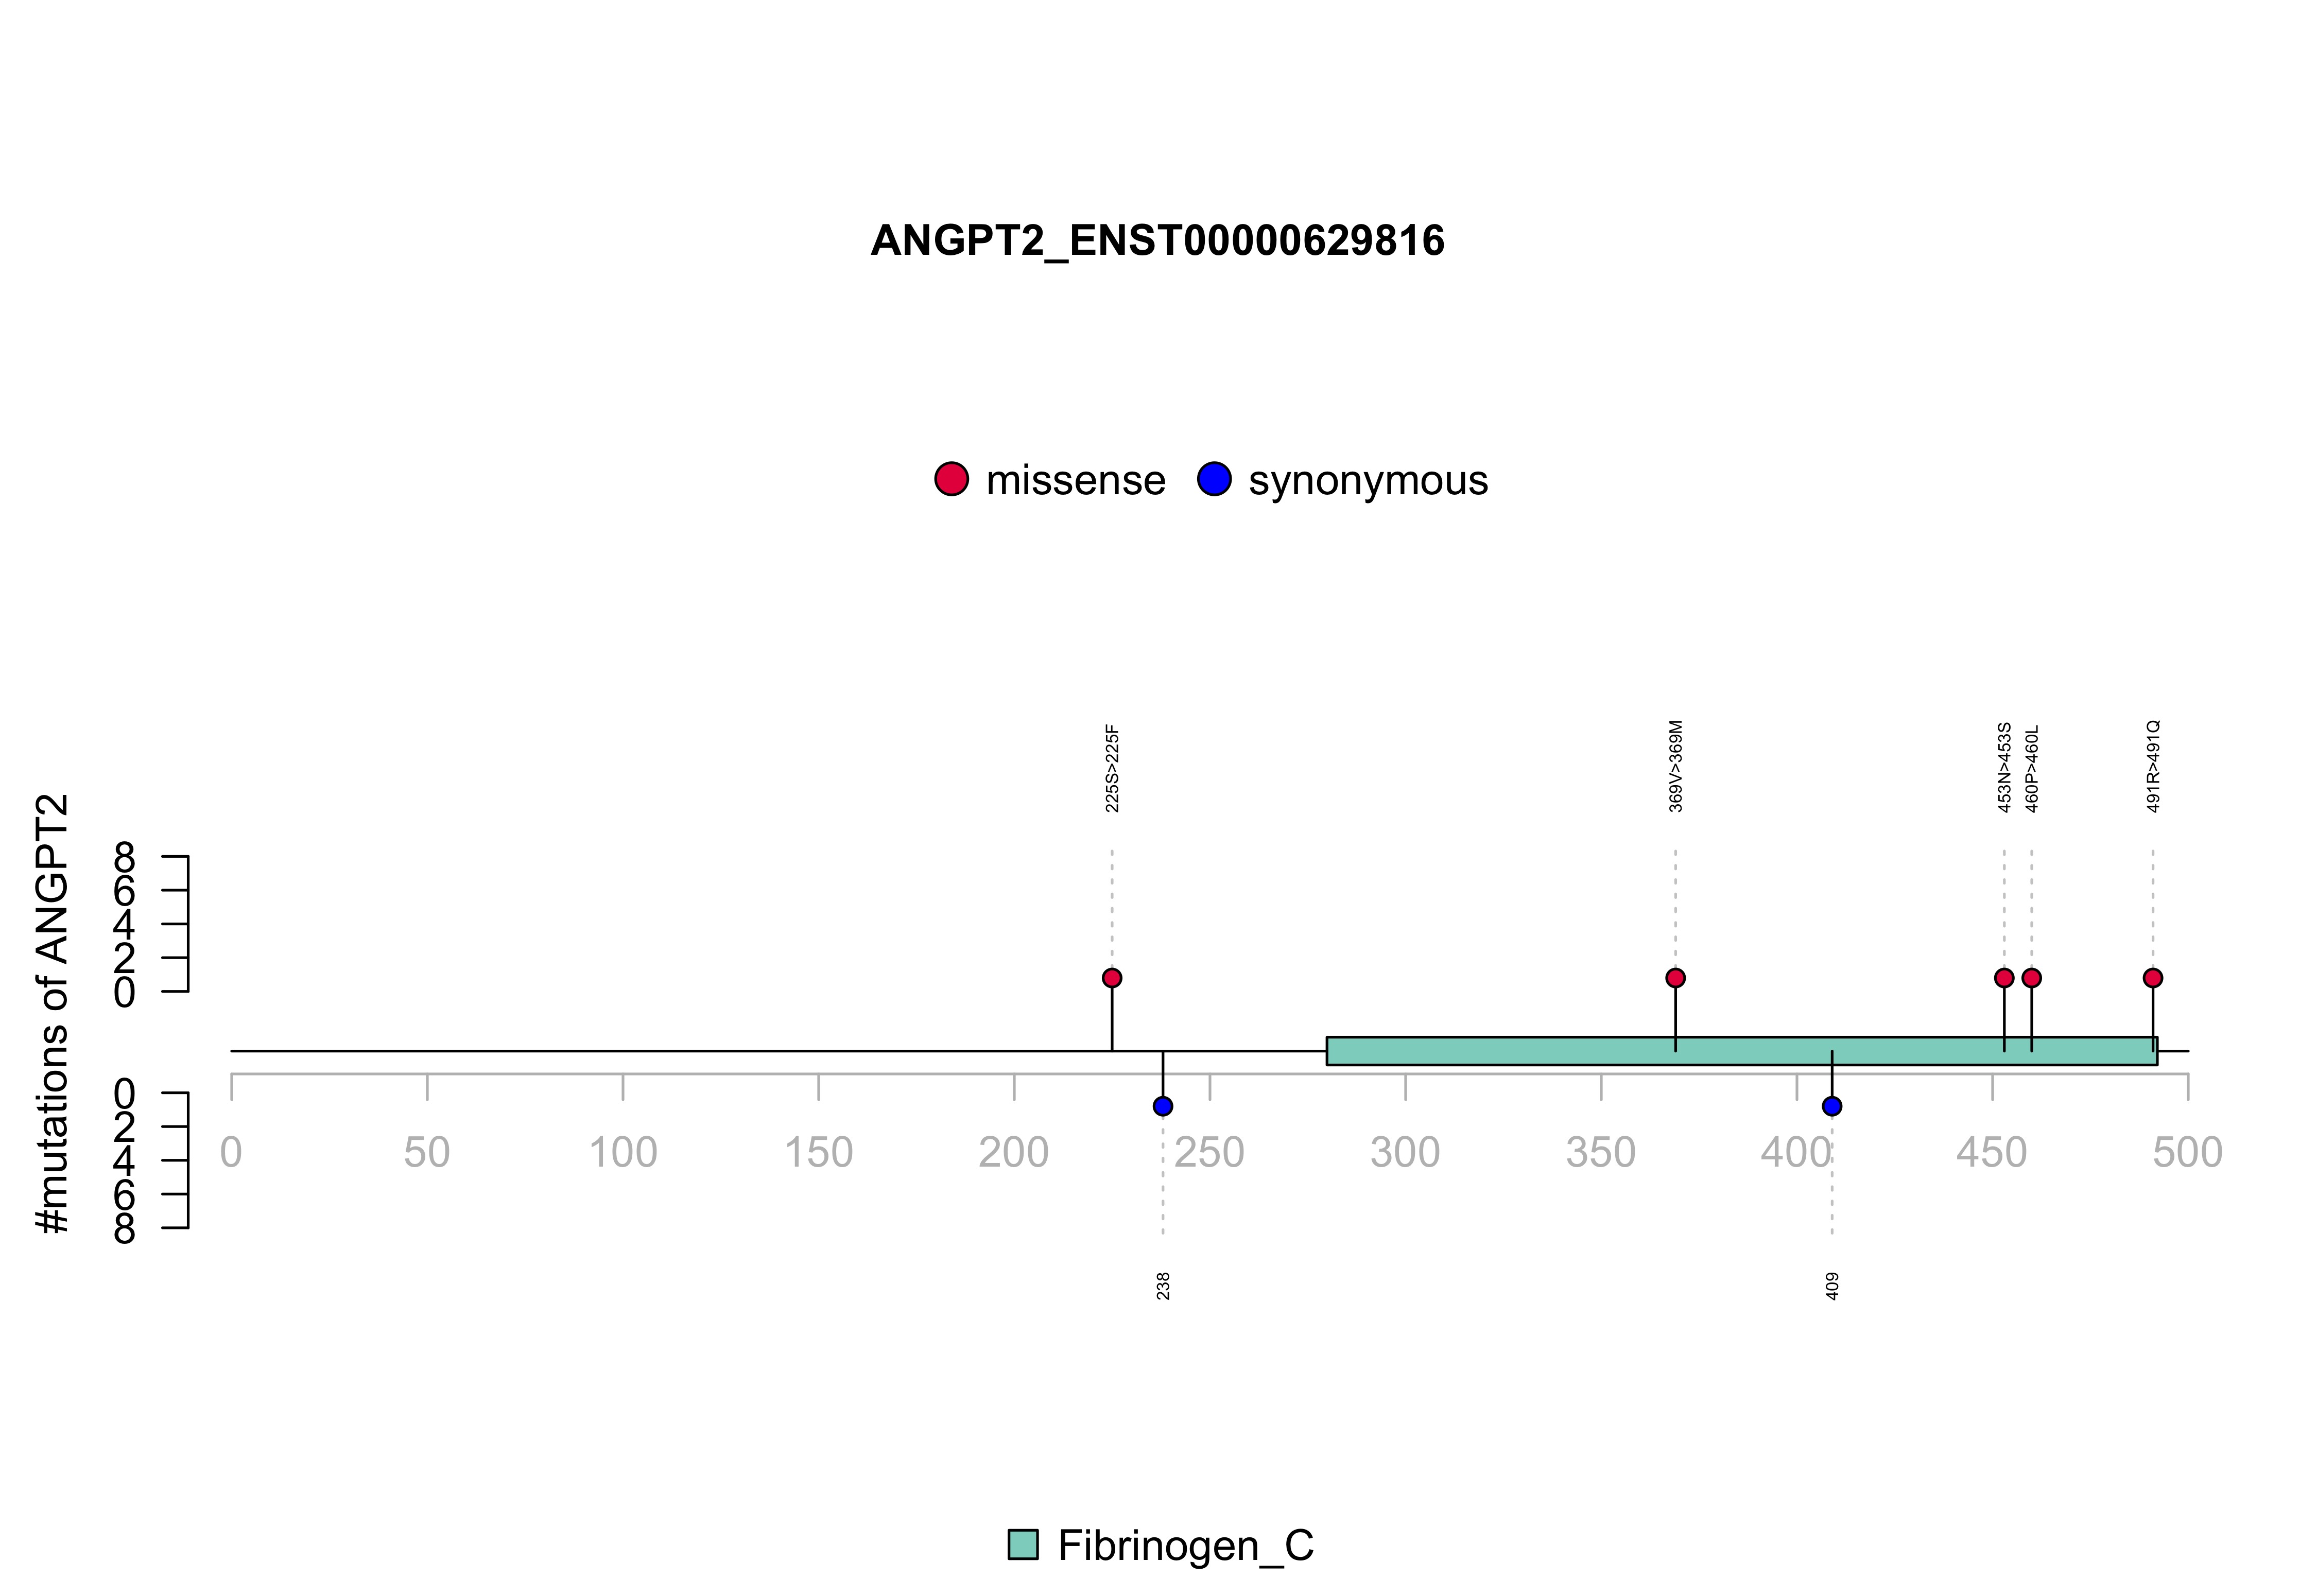 ANGPT2_ENST00000629816
missense synonymous
225S>225F
369V>369M
453N>453S
460P>460L
491R>491Q
#mutations of ANGPT2
8
6
4
2
0
0
2
4
6
8
0 50 100 150 200 250 300 350 400 450 500
238
409
Fibrinogen_C